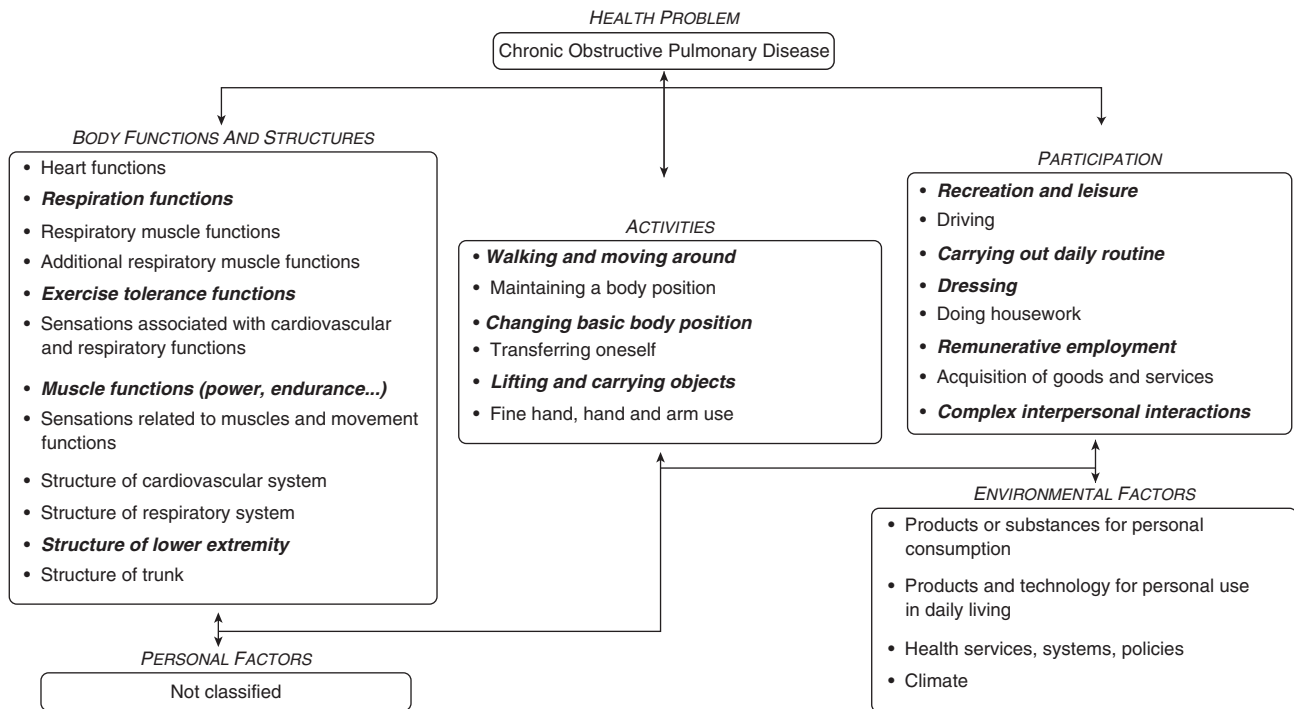 HEALTH PROBLEM
Chronic Obstructive Pulmonary Disease
BODY FUNCTIONS AND STRUCTURES
• Heart functions
• Respiration functions
• Respiratory muscle functions
• Additional respiratory muscle functions
• Exercise tolerance functions
• Sensations associated with cardiovascular
and respiratory functions
• Muscle functions (power, endurance...)
• Sensations related to muscles and movement
functions
• Structure of cardiovascular system
• Structure of respiratory system
• Structure of lower extremity
• Structure of trunk
ACTIVITIES
• Walking and moving around
• Maintaining a body position
• Changing basic body position
• Transferring oneself
• Lifting and carrying objects
• Fine hand, hand and arm use
PARTICIPATION
• Recreation and leisure
• Driving
• Carrying out daily routine
• Dressing
• Doing housework
• Remunerative employment
• Acquisition of goods and services
• Complex interpersonal interactions
PERSONAL FACTORS
Not classified
ENVIRONMENTAL FACTORS
• Products or substances for personal
consumption
• Products and technology for personal use
in daily living
• Health services, systems, policies
• Climate